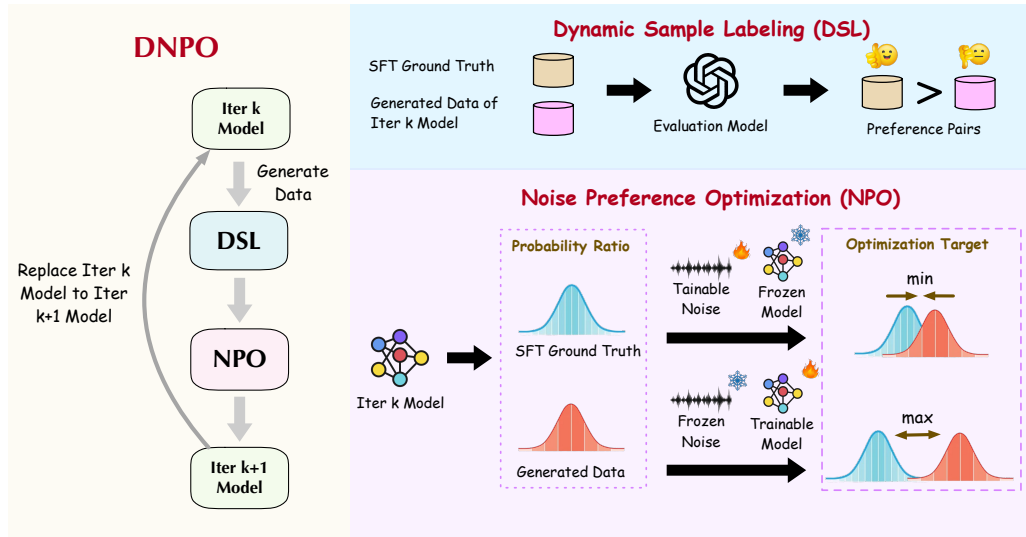 DNPO
Iter k
Model
Generate
Data
DSL
Replace Iter k
Model to Iter
k+1 Model
NPO
Iter k+1
Model
Dynamic Sample Labeling (DSL)
SFT Ground Truth
Generated Data of
Iter k Model
Evaluation Model
>
Preference Pairs
Noise Preference Optimization (NPO)
Iter k Model
Probability Ratio
SFT Ground Truth
Generated Data
Tainable
Noise
Frozen
Model
Frozen
Noise
Trainable
Model
Optimization Target
min
max